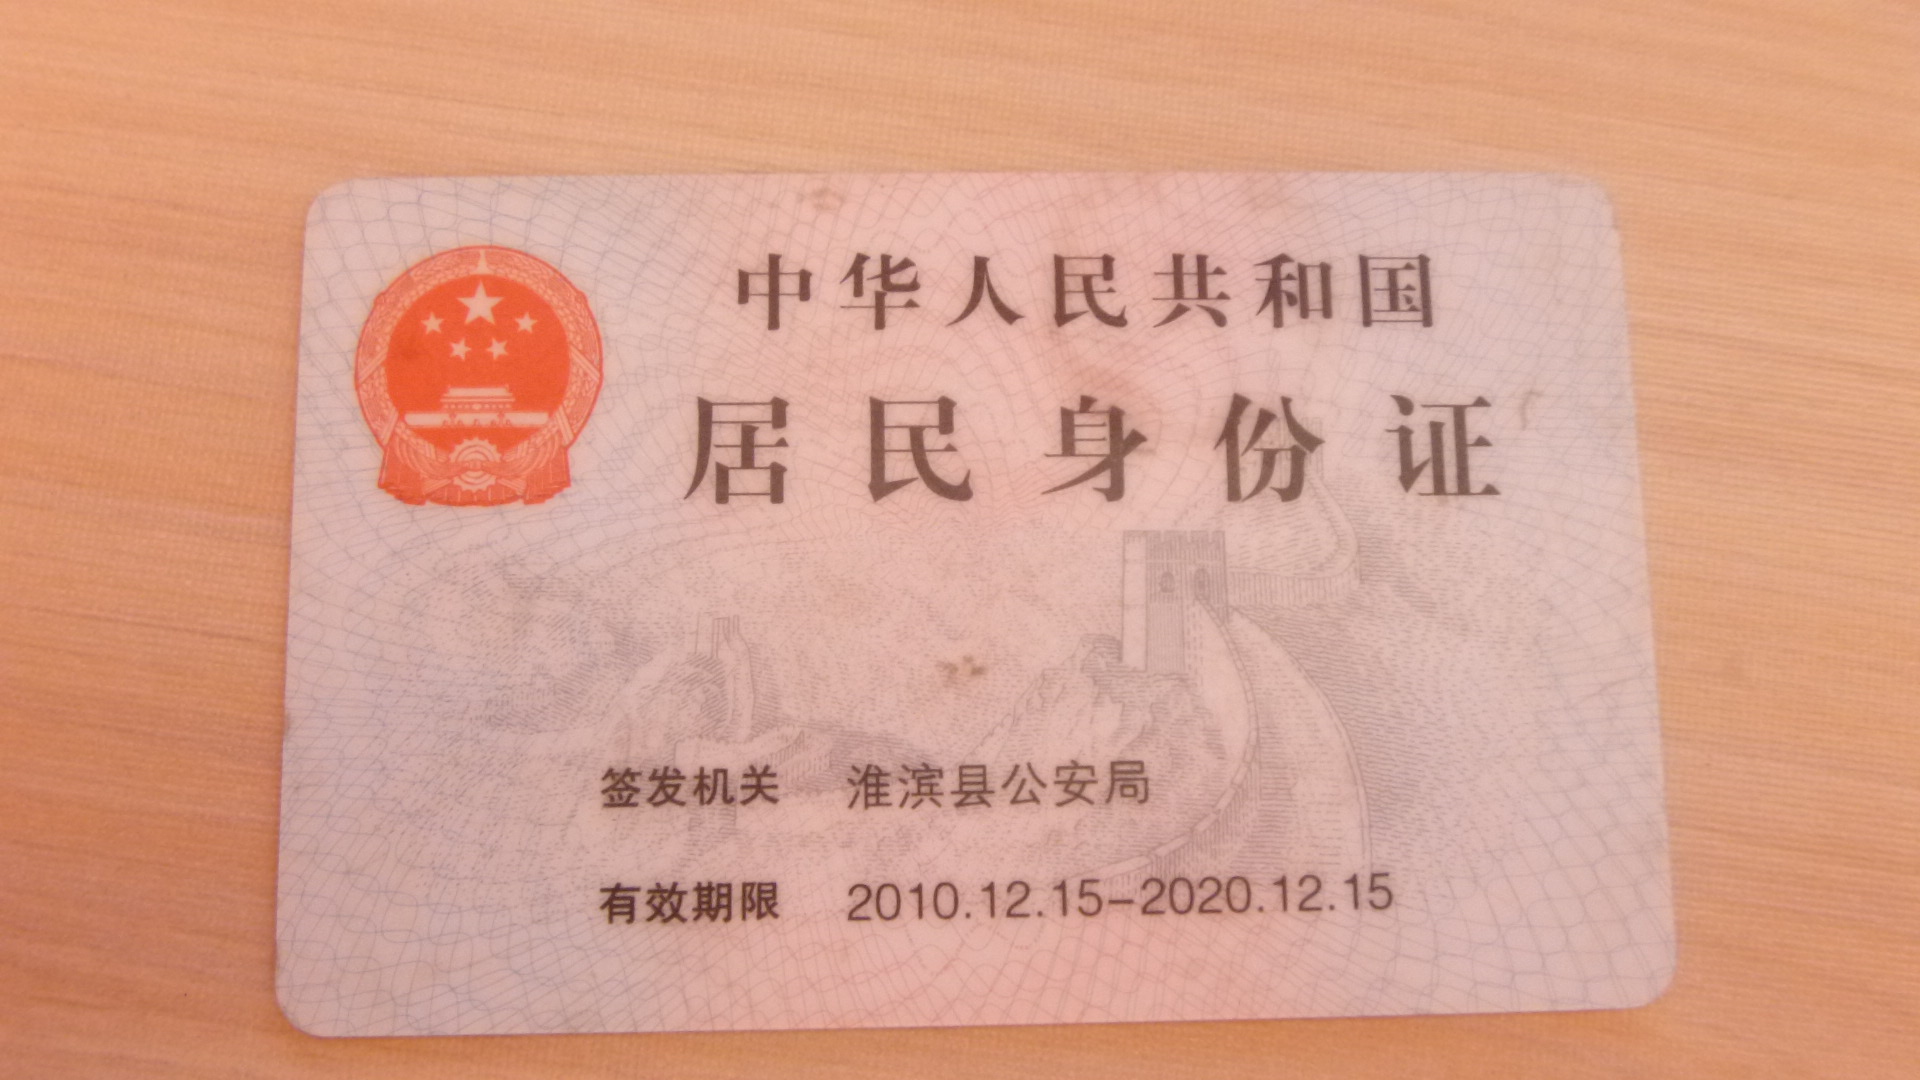 中华人民共和国
居民身份证
签发机关 淮滨县公安局
有效期限 2010.12.15-2020.12.15